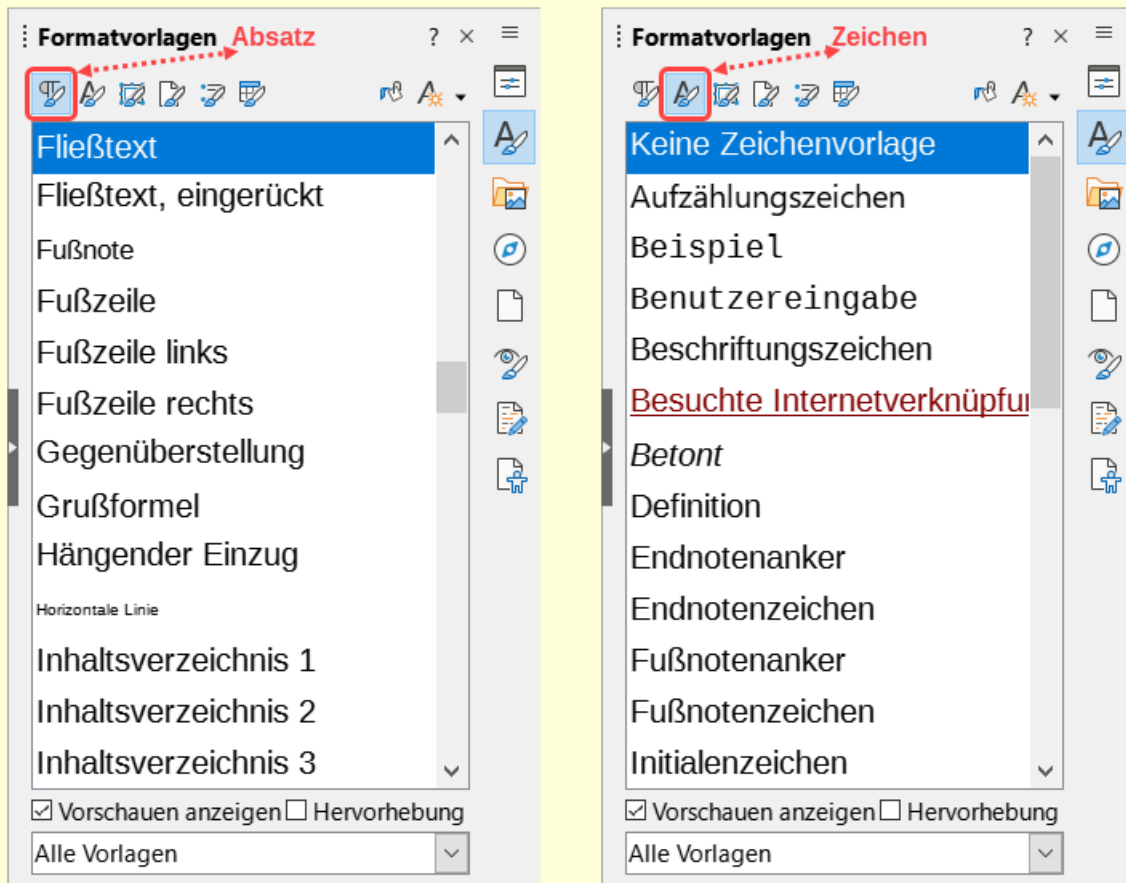 Formatvorlagen Absatz ? ×
Fließtext
Fließtext, eingerückt
Fußnote
Fußzeile
Fußzeile links
Fußzeile rechts
Gegenüberstellung
Grußformel
Hängender Einzug
Horizontale Linie
Inhaltsverzeichnis 1
Inhaltsverzeichnis 2
Inhaltsverzeichnis 3
Vorschauen anzeigen Hervorhebung
Alle Vorlagen
Formatvorlagen Zeichen ? ×
Keine Zeichenvorlage
Aufzählungszeichen
Beispiel
Benutzereingabe
Beschriftungszeichen
Besuchte Internetverknüpfu
Betont
Definition
Endnotenanker
Endnotenzeichen
Fußnotenanker
Fußnotenzeichen
Initialenzeichen
Vorschauen anzeigen Hervorhebung
Alle Vorlagen